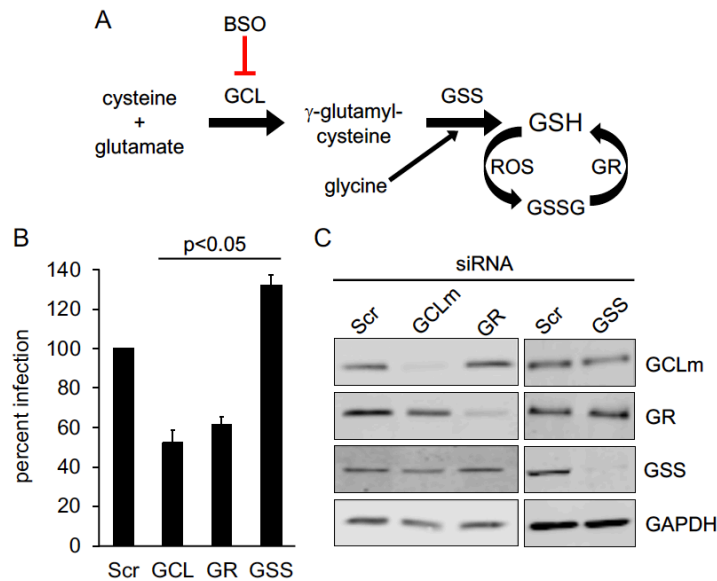 A
BSO
cysteine
+
glutamate
GCL
γ-glutamyl-
cysteine
GSS
glycine
GSH
ROS
GR
GSSG
B
p<0.05
percent infection
140
120
100
80
60
40
20
0
Scr GCL GR GSS
C
siRNA
Scr GCLm GR Scr GSS
GCLm
GR
GSS
GAPDH